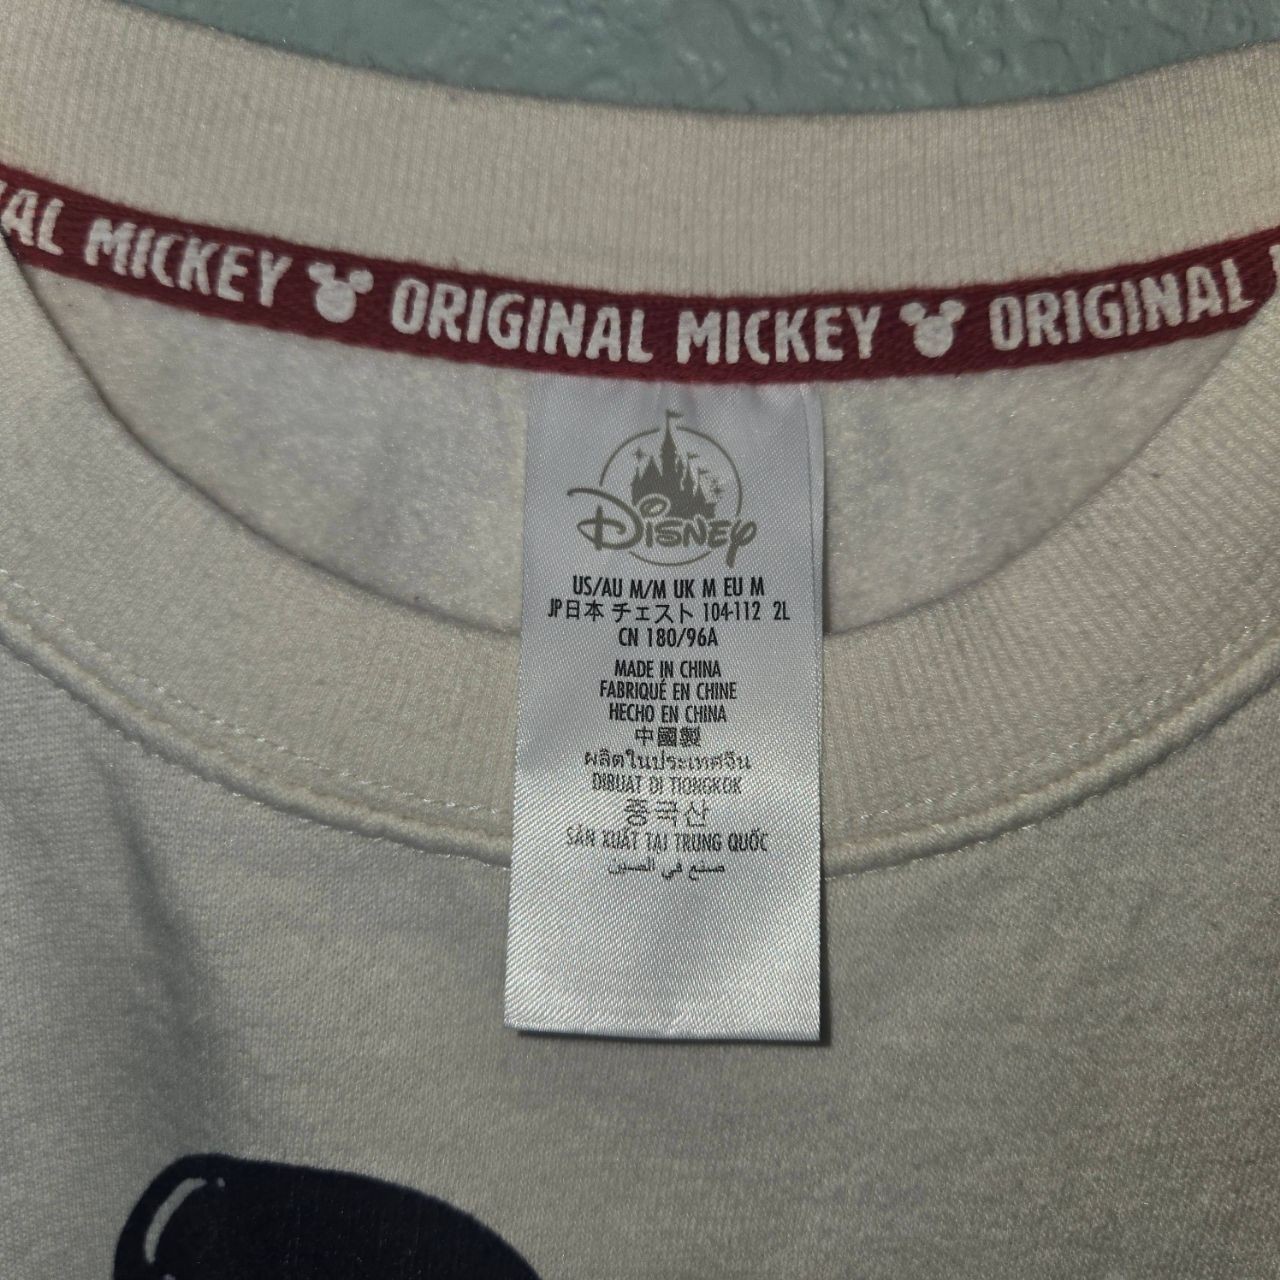 AL MICKEY ORIGINAL MICKEY ORIGINAL
Disney
US/AU M/M UK M EU M
JP日本 チェスト 104-112 2L
CN 180/96A
MADE IN CHINA
FABRIQUÉ EN CHINE
HECHO EN CHINA
中國製
ผลิตในประเทศจีน
DIBUAT DI TIONGKOK
중국산
SẢN XUẤT TẠI TRUNG QUỐC
صنع في الصين